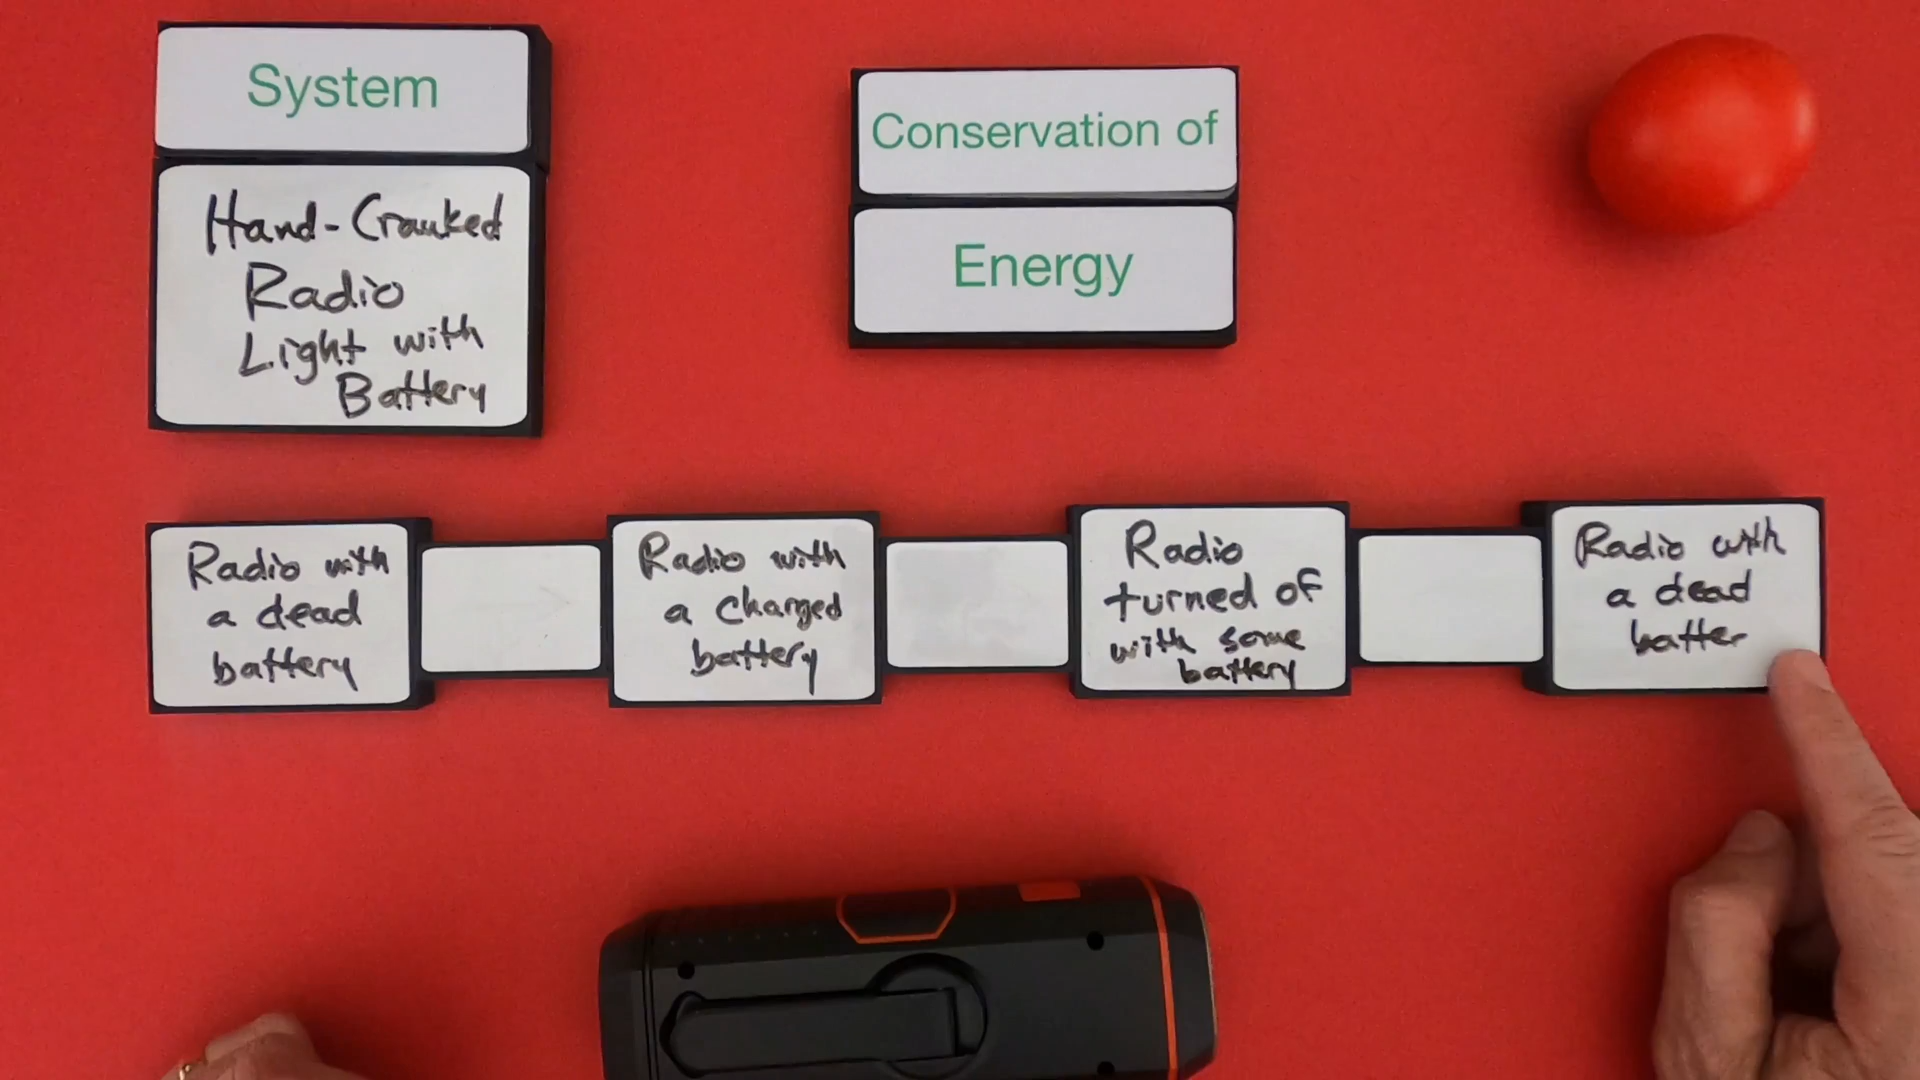 System
Hand-Cranked
Radio
Light with
Battery
Conservation of
Energy
Radio with
a dead
battery
Radio with
a charged
battery
Radio
turned of
with some
battery
Radio with
a dead
batter